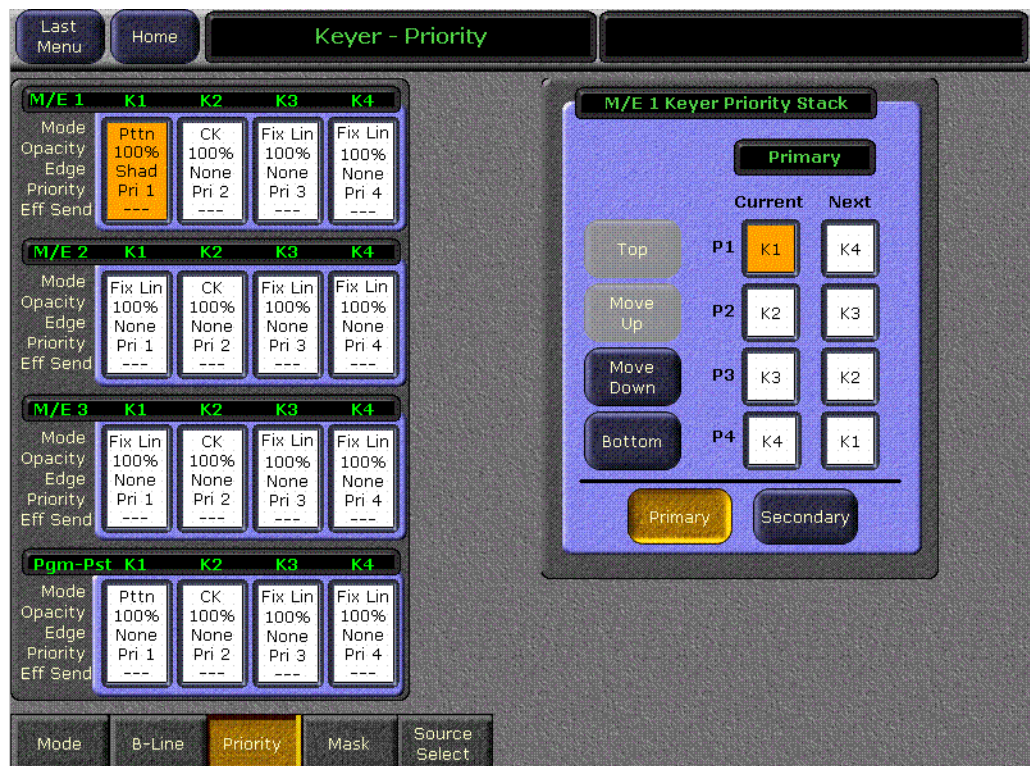 Last Menu
Home
Keyer - Priority
M/E 1 K1 K2 K3 K4
Mode Pttn CK Fix Lin Fix Lin
Opacity 100% 100% 100% 100%
Edge Shad None None None
Priority Pri 1 Pri 2 Pri 3 Pri 4
Eff Send --- --- --- ---
M/E 2 K1 K2 K3 K4
Mode Fix Lin CK Fix Lin Fix Lin
Opacity 100% 100% 100% 100%
Edge None None None None
Priority Pri 1 Pri 2 Pri 3 Pri 4
Eff Send --- --- --- ---
M/E 3 K1 K2 K3 K4
Mode Fix Lin CK Fix Lin Fix Lin
Opacity 100% 100% 100% 100%
Edge None None None None
Priority Pri 1 Pri 2 Pri 3 Pri 4
Eff Send --- --- --- ---
Pgm-Pst K1 K2 K3 K4
Mode Pttn CK Fix Lin Fix Lin
Opacity 100% 100% 100% 100%
Edge None None None None
Priority Pri 1 Pri 2 Pri 3 Pri 4
Eff Send --- --- --- ---
M/E 1 Keyer Priority Stack
Primary
Current Next
Top P1 K1 K4
Move Up P2 K2 K3
Move Down P3 K3 K2
Bottom P4 K4 K1
Primary Secondary
Mode B-Line Priority Mask Source Select